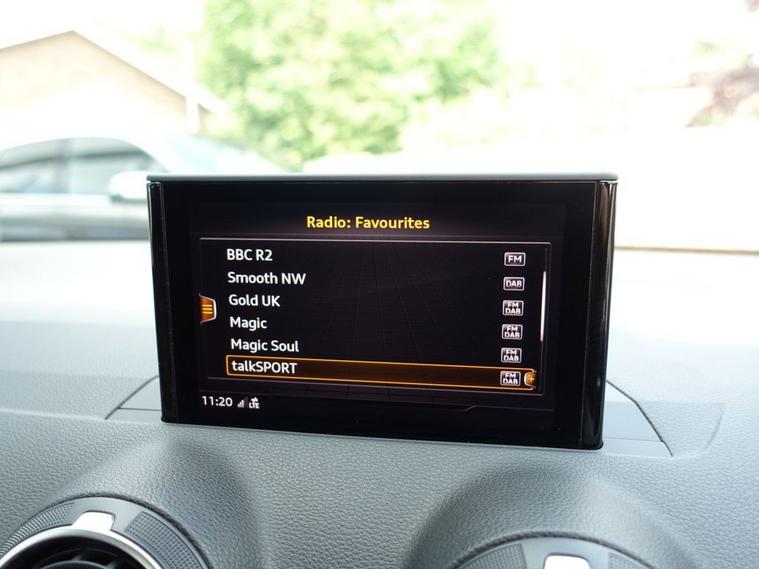 Radio: Favourites
BBC R2 FM
Smooth NW DAB
Gold UK FM DAB
Magic FM DAB
Magic Soul FM DAB
talkSPORT FM DAB
11:20 LTE